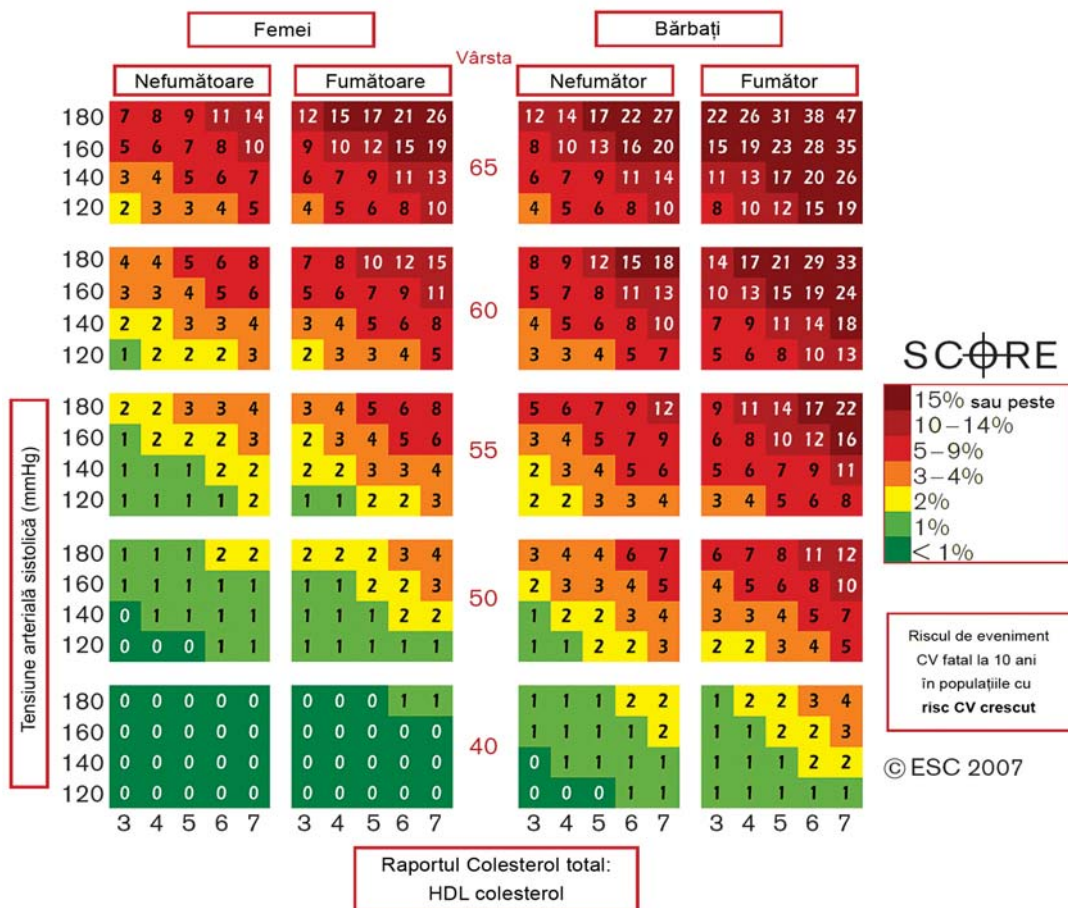 Femei
Bărbați
Vârsta
Nefumătoare Fumătoare Nefumător Fumător
180 7 8 9 11 14 12 15 17 21 26 12 14 17 22 27 22 26 31 38 47
160 5 6 7 8 10 9 10 12 15 19 8 10 13 16 20 15 19 23 28 35
65
140 3 4 5 6 7 6 7 9 11 13 6 7 9 11 14 11 13 17 20 26
120 2 3 3 4 5 4 5 6 8 10 4 5 6 8 10 8 10 12 15 19
180 4 4 5 6 8 7 8 10 12 15 8 9 12 15 18 14 17 21 29 33
160 3 3 4 5 6 5 6 7 9 11 5 7 8 11 13 10 13 15 19 24
60
140 2 2 3 3 4 3 4 5 6 8 4 5 6 8 10 7 9 11 14 18
120 1 2 2 2 3 2 3 3 4 5 3 3 4 5 7 5 6 8 10 13
180 2 2 3 3 4 3 4 5 6 8 5 6 7 9 12 9 11 14 17 22
160 1 2 2 2 3 2 3 4 5 6 3 4 5 7 9 6 8 10 12 16
55
140 1 1 1 2 2 2 2 3 3 4 2 3 4 5 6 5 6 7 9 11
120 1 1 1 1 2 1 1 2 2 3 2 2 3 3 4 3 4 5 6 8
180 1 1 1 2 2 2 2 2 3 4 3 4 4 6 7 6 7 8 11 12
160 1 1 1 1 1 1 1 2 2 3 2 3 3 4 5 4 5 6 8 10
50
140 0 1 1 1 1 1 1 1 2 2 1 2 2 3 4 3 3 4 5 7
120 0 0 0 1 1 1 1 1 1 1 1 1 2 2 3 2 2 3 4 5
180 0 0 0 0 0 0 0 0 1 1 1 1 1 2 2 1 2 2 3 4
160 0 0 0 0 0 0 0 0 0 0 1 1 1 1 2 1 1 2 2 3
40
140 0 0 0 0 0 0 0 0 0 0 0 1 1 1 1 1 1 1 2 2
120 0 0 0 0 0 0 0 0 0 0 0 0 0 1 1 1 1 1 1 1
3 4 5 6 7 3 4 5 6 7 3 4 5 6 7 3 4 5 6 7
Tensiune arterială sistolică (mmHg)
Raportul Colesterol total:
HDL colesterol
SCORE
15% sau peste
10–14%
5–9%
3–4%
2%
1%
< 1%
Riscul de eveniment
CV fatal la 10 ani
în populațiile cu
risc CV crescut
© ESC 2007